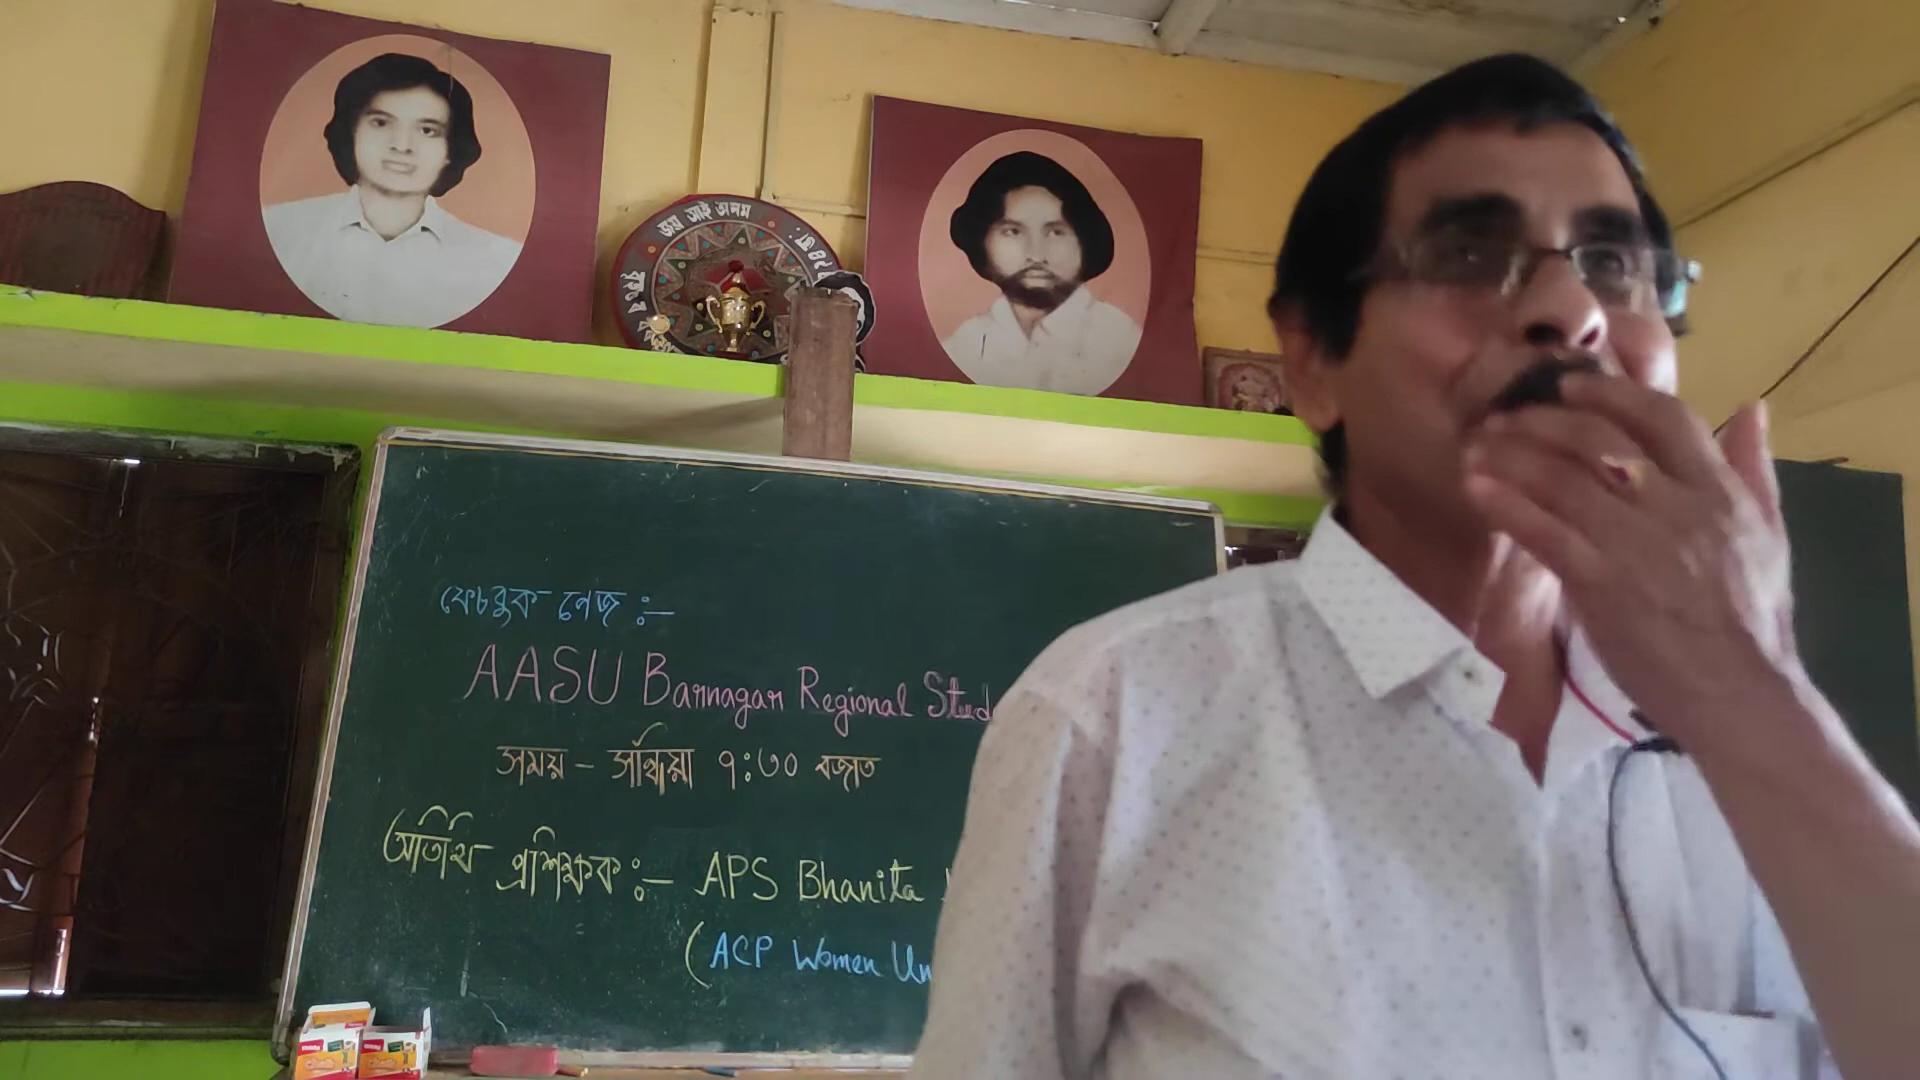 জয় আই অসম
ফেচবুক পেজ :–
AASU Barnagar Regional Stude
সময় – সন্ধিয়া ৭:৩০ বজাত
অতিথি প্ৰশিক্ষক :– APS Bhanita
(ACP Women Un